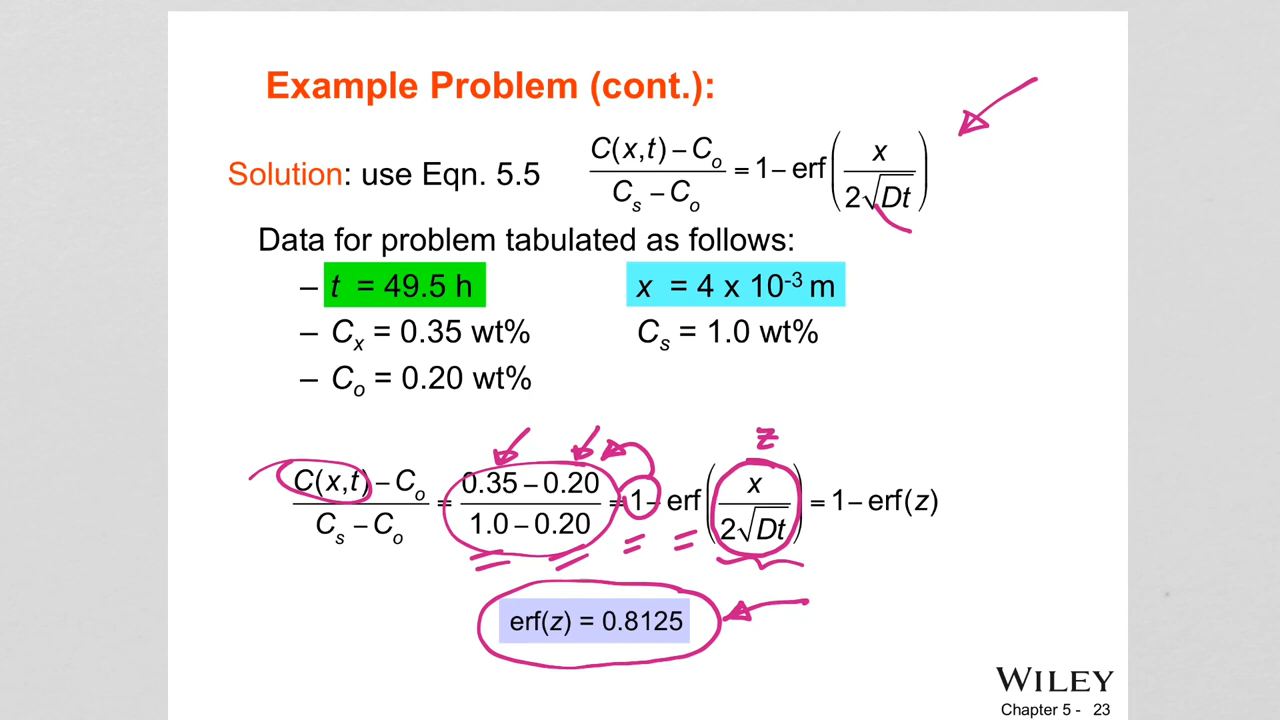 Example Problem (cont.):
Solution: use Eqn. 5.5
C(x,t) – Co / Cs – Co = 1 – erf ( x / 2√Dt )
Data for problem tabulated as follows:
– t = 49.5 h
x = 4 x 10-3 m
– Cx = 0.35 wt%
Cs = 1.0 wt%
– Co = 0.20 wt%
z
C(x,t) – Co / Cs – Co = 0.35 – 0.20 / 1.0 – 0.20 = 1 – erf ( x / 2√Dt ) = 1 – erf(z)
erf(z) = 0.8125
WILEY
Chapter 5 - 23